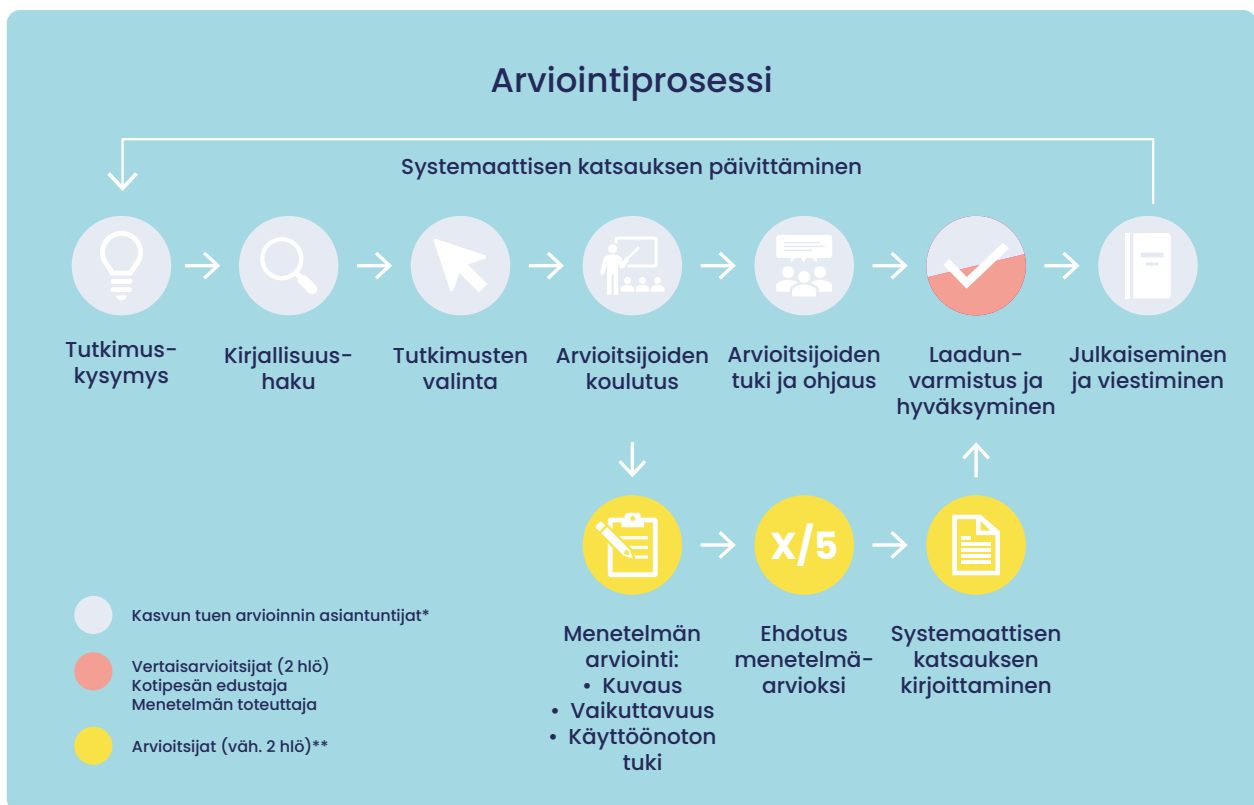 Arviointiprosessi
Systemaattisen katsauksen päivittäminen
Tutkimus-
kysymys
Kirjallisuus-
haku
Tutkimusten
valinta
Arvioitsijoiden
koulutus
Arvioitsijoiden
tuki ja ohjaus
Laadun-
varmistus ja
hyväksyminen
Julkaiseminen
ja viestiminen
X/5
Menetelmän
arviointi:
• Kuvaus
• Vaikuttavuus
• Käyttöönoton
tuki
Ehdotus
menetelmä-
arvioksi
Systemaattisen
katsauksen
kirjoittaminen
Kasvun tuen arvioinnin asiantuntijat*
Vertaisarvioitsijat (2 hlö)
Kotipesän edustaja
Menetelmän toteuttaja
Arvioitsijat (väh. 2 hlö)**